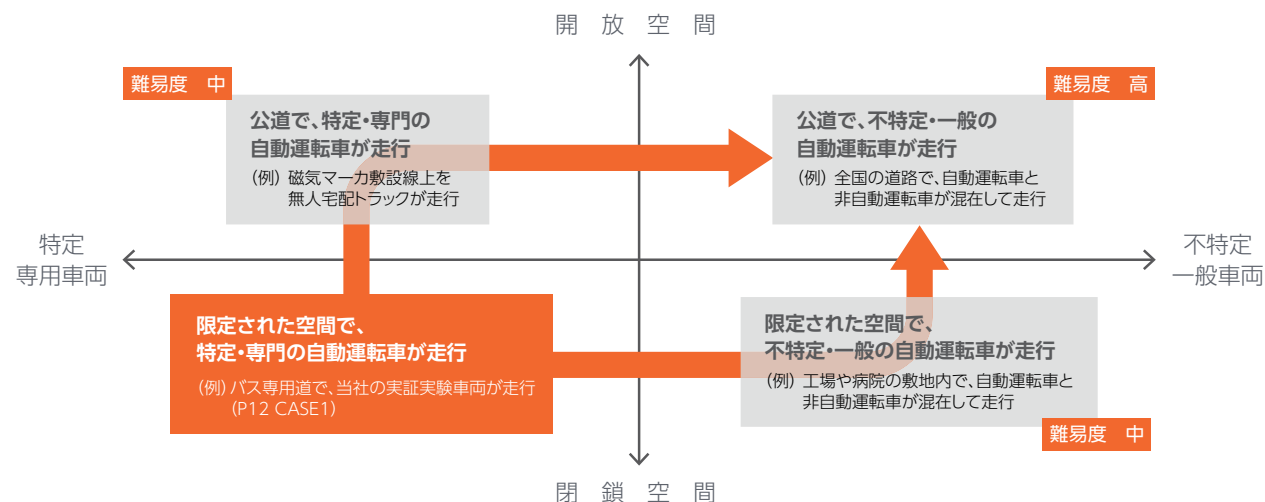 開放空間
難易度 中
公道で、特定・専門の
自動運転車が走行
(例) 磁気マーカ敷設線上を
無人宅配トラックが走行
難易度 高
公道で、不特定・一般の
自動運転車が走行
(例) 全国の道路で、自動運転車と
非自動運転車が混在して走行
特定
専用車両
不特定
一般車両
限定された空間で、
特定・専門の自動運転車が走行
(例) バス専用道で、当社の実証実験車両が走行
(P12 CASE1)
限定された空間で、
不特定・一般の自動運転車が走行
(例) 工場や病院の敷地内で、自動運転車と
非自動運転車が混在して走行
難易度 中
閉鎖空間